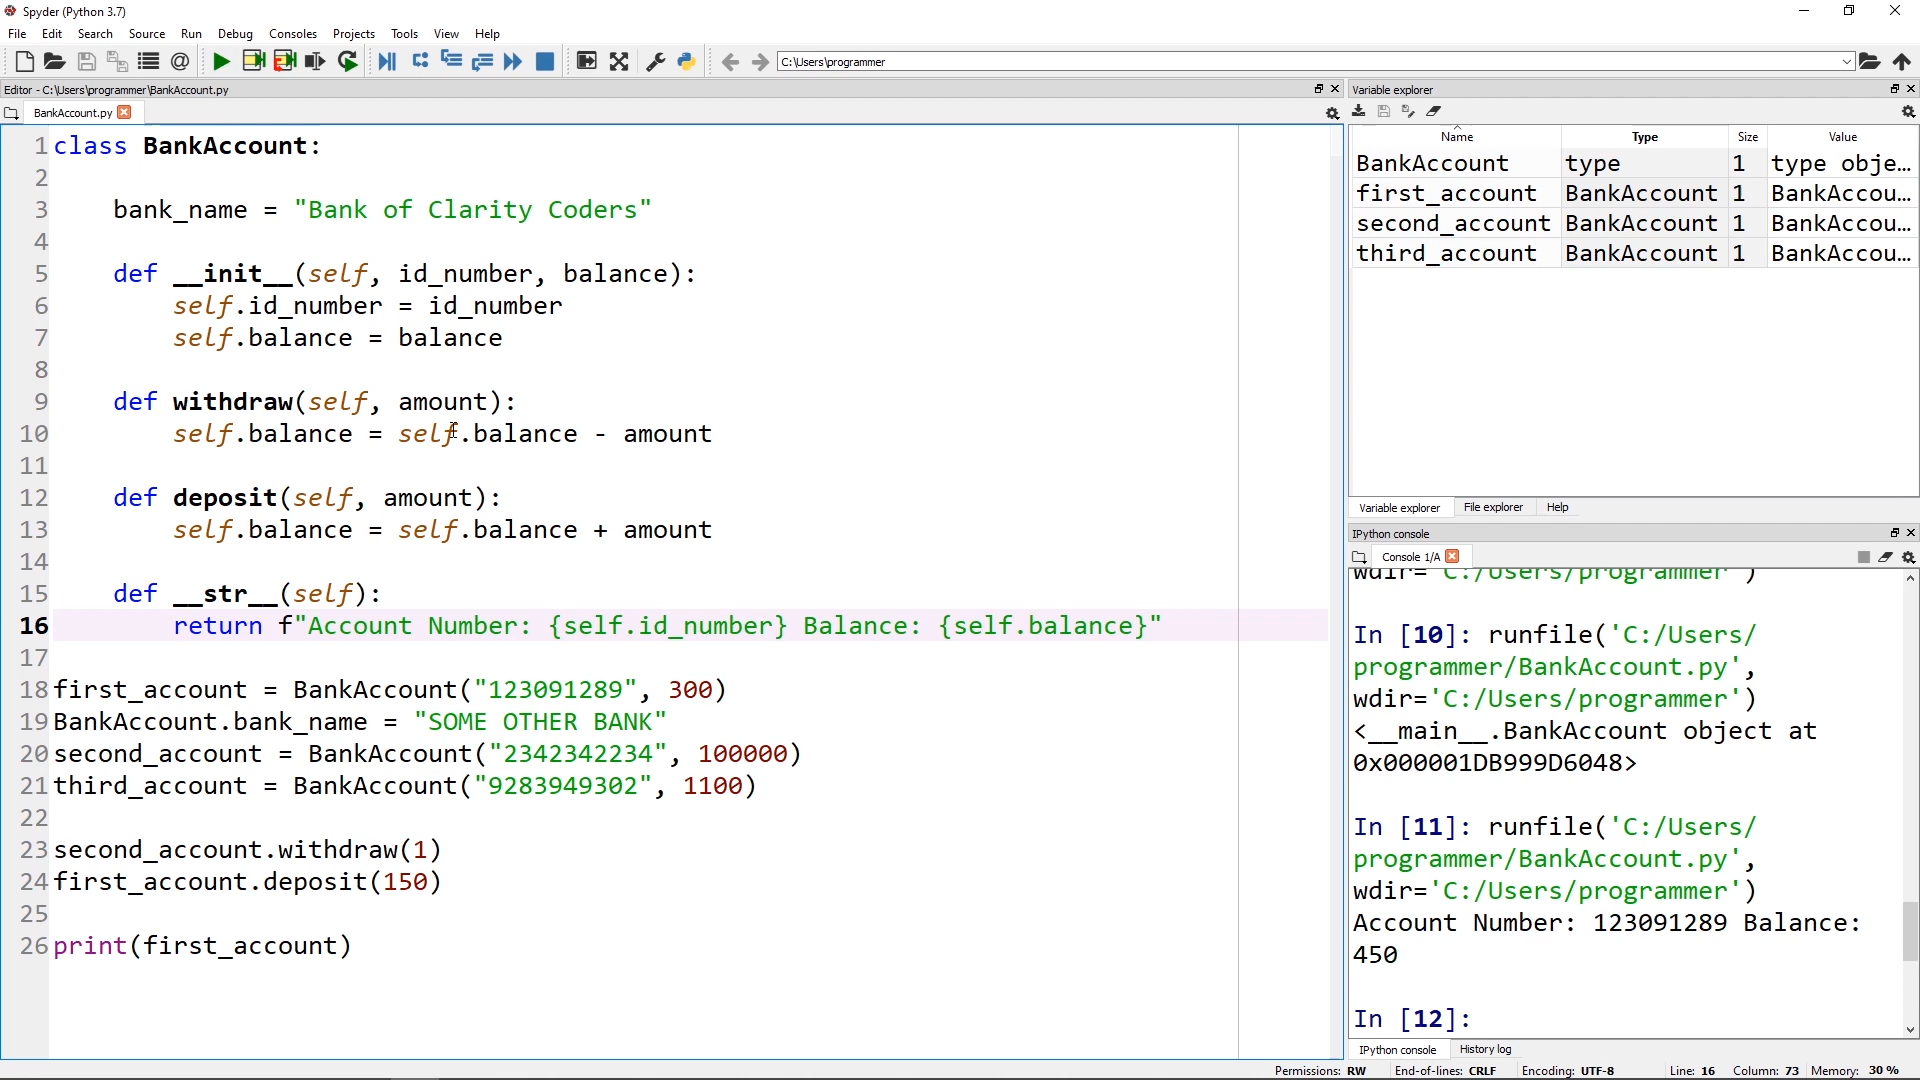 Spyder (Python 3.7)
File Edit Search Source Run Debug Consoles Projects Tools View Help
C:\Users\programmer
Editor - C:\Users\programmer\BankAccount.py
BankAccount.py
1 class BankAccount:
2
3 bank_name = "Bank of Clarity Coders"
4
5 def __init__(self, id_number, balance):
6 self.id_number = id_number
7 self.balance = balance
8
9 def withdraw(self, amount):
10 self.balance = self.balance - amount
11
12 def deposit(self, amount):
13 self.balance = self.balance + amount
14
15 def __str__(self):
16 return f"Account Number: {self.id_number} Balance: {self.balance}"
17
18 first_account = BankAccount("123091289", 300)
19 BankAccount.bank_name = "SOME OTHER BANK"
20 second_account = BankAccount("2342342234", 100000)
21 third_account = BankAccount("9283949302", 1100)
22
23 second_account.withdraw(1)
24 first_account.deposit(150)
25
26 print(first_account)
Variable explorer
Name Type Size Value
BankAccount type 1 type obje...
first_account BankAccount 1 BankAccou...
second_account BankAccount 1 BankAccou...
third_account BankAccount 1 BankAccou...
Variable explorer File explorer Help
IPython console
Console 1/A
wdir='C:/Users/programmer')
In [10]: runfile('C:/Users/
programmer/BankAccount.py',
wdir='C:/Users/programmer')
<__main__.BankAccount object at
0x000001DB999D6048>
In [11]: runfile('C:/Users/
programmer/BankAccount.py',
wdir='C:/Users/programmer')
Account Number: 123091289 Balance:
450
In [12]:
IPython console History log
Permissions: RW End-of-lines: CRLF Encoding: UTF-8 Line: 16 Column: 73 Memory: 30 %